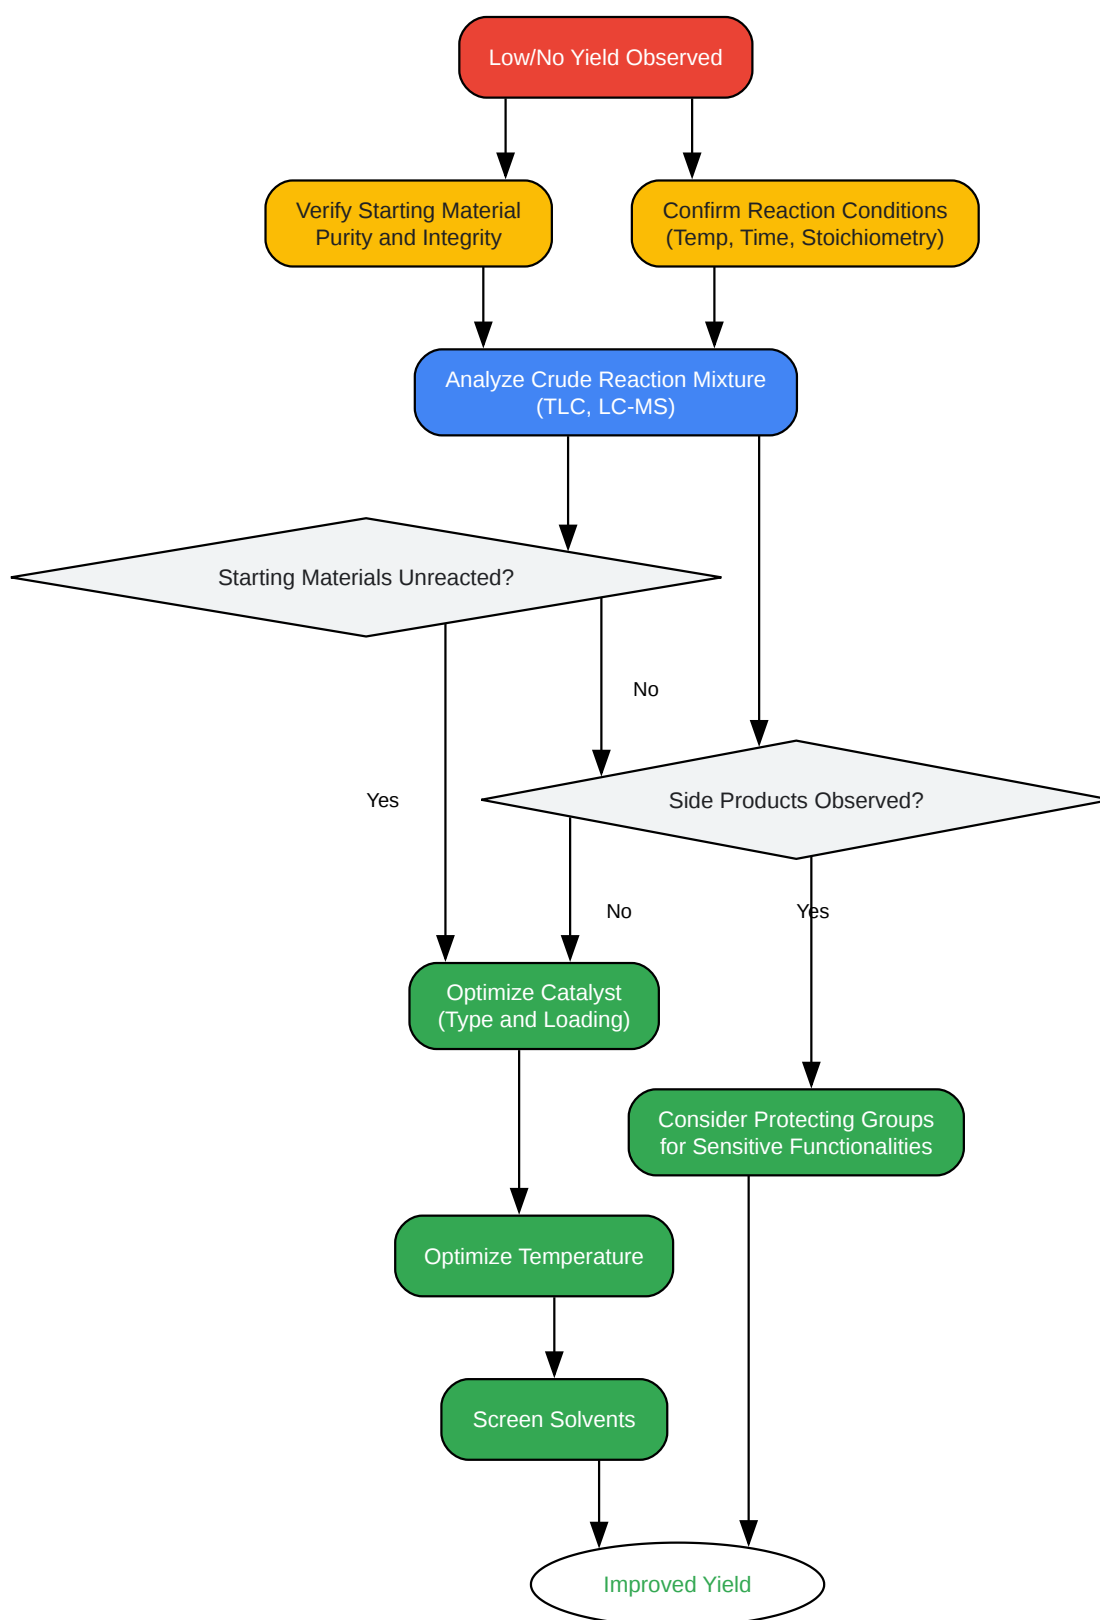 Low/No Yield Observed
Verify Starting Material
Purity and Integrity
Confirm Reaction Conditions
(Temp, Time, Stoichiometry)
Analyze Crude Reaction Mixture
(TLC, LC-MS)
Starting Materials Unreacted?
No
Yes
Side Products Observed?
No
Yes
Optimize Catalyst
(Type and Loading)
Consider Protecting Groups
for Sensitive Functionalities
Optimize Temperature
Screen Solvents
Improved Yield